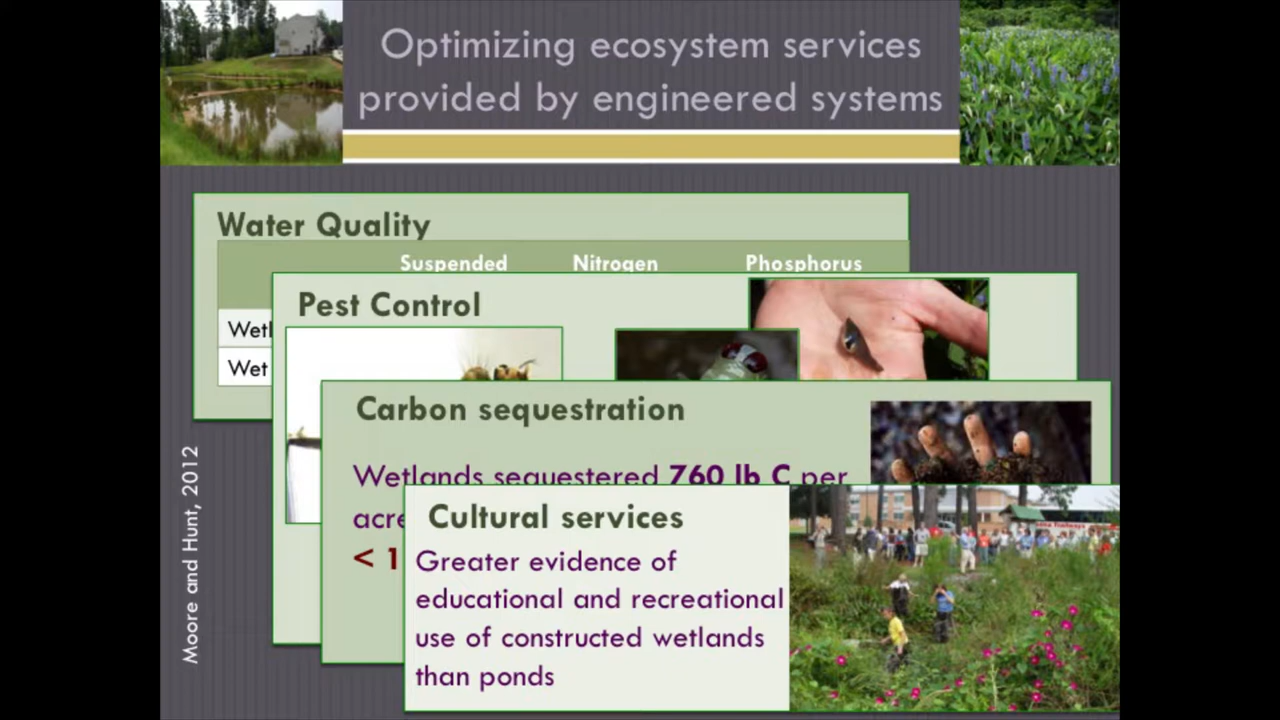 Optimizing ecosystem services
provided by engineered systems
Water Quality
Suspended Nitrogen Phosphorus
Wet
Pest Control
Carbon sequestration
Wetlands sequestered 760 lb C per
acre
< 1
Cultural services
Greater evidence of
educational and recreational
use of constructed wetlands
than ponds
Moore and Hunt, 2012